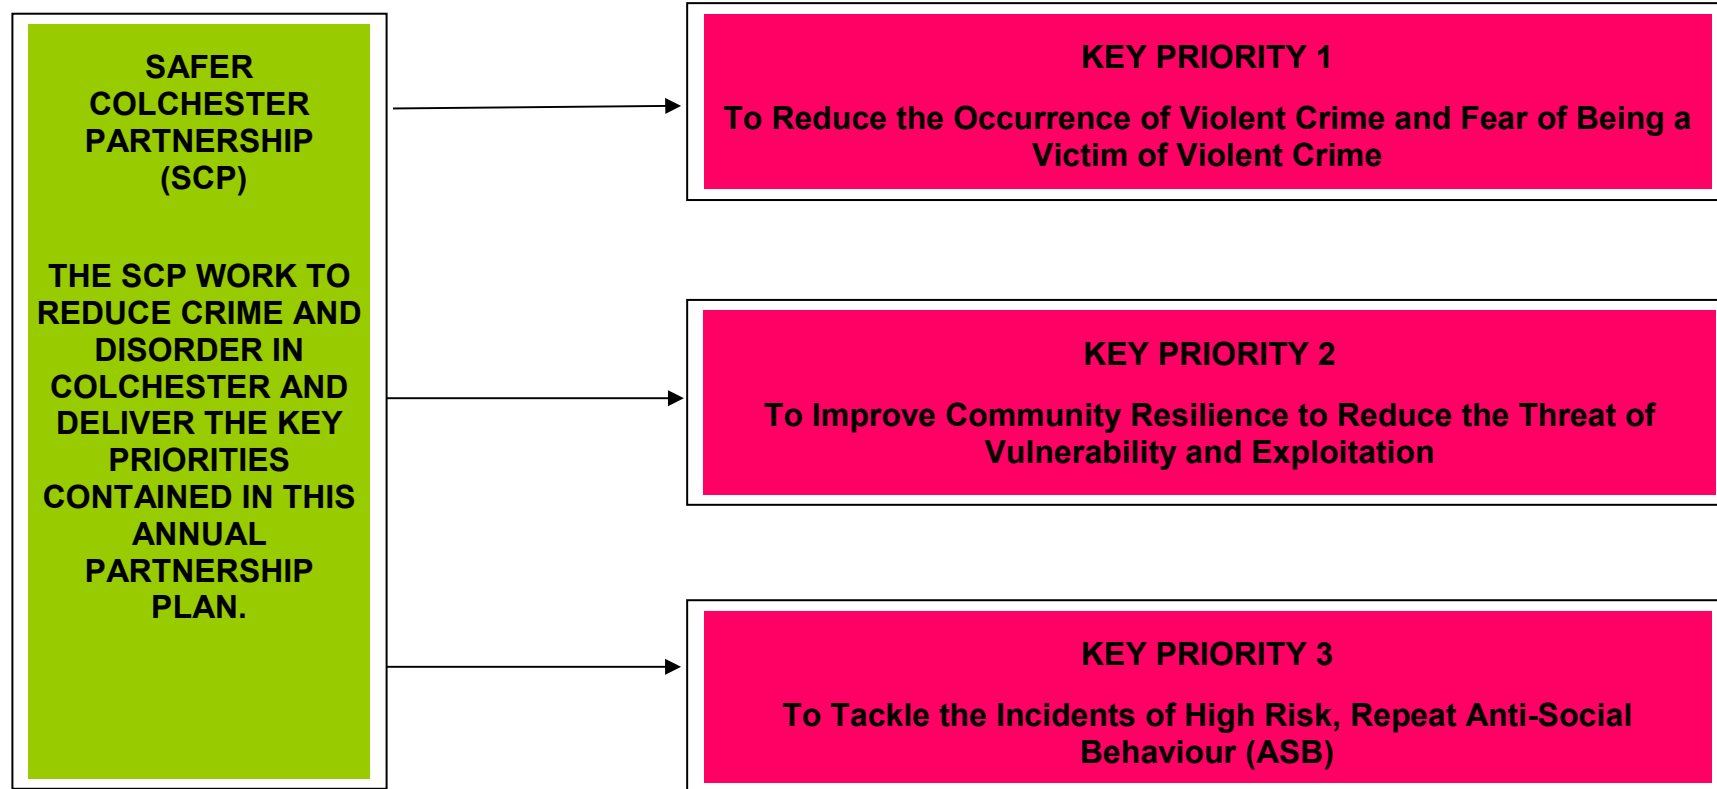 SAFER
COLCHESTER
PARTNERSHIP
(SCP)
THE SCP WORK TO
REDUCE CRIME AND
DISORDER IN
COLCHESTER AND
DELIVER THE KEY
PRIORITIES
CONTAINED IN THIS
ANNUAL
PARTNERSHIP
PLAN.
KEY PRIORITY 1
To Reduce the Occurrence of Violent Crime and Fear of Being a
Victim of Violent Crime
KEY PRIORITY 2
To Improve Community Resilience to Reduce the Threat of
Vulnerability and Exploitation
KEY PRIORITY 3
To Tackle the Incidents of High Risk, Repeat Anti-Social
Behaviour (ASB)